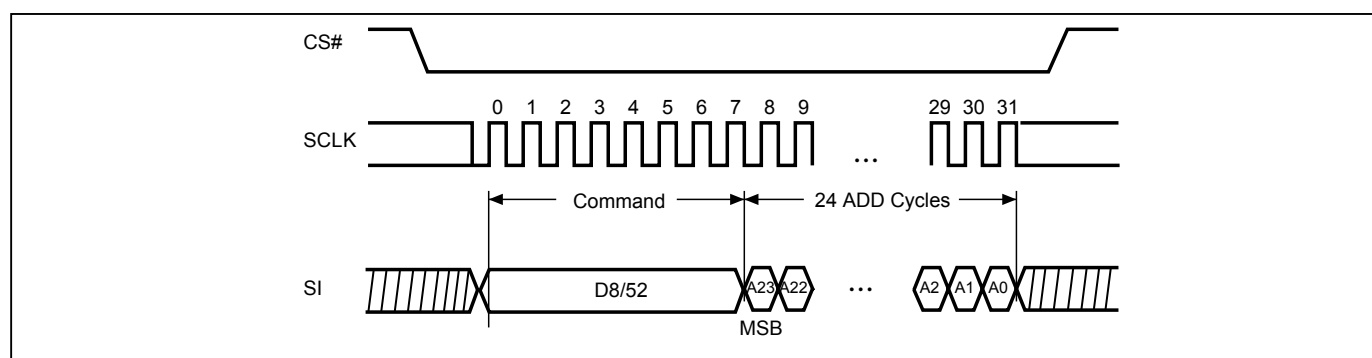 CS#
0 1 2 3 4 5 6 7 8 9 29 30 31
SCLK
...
Command 24 ADD Cycles
SI D8/52 A23 A22 ... A2 A1 A0
MSB